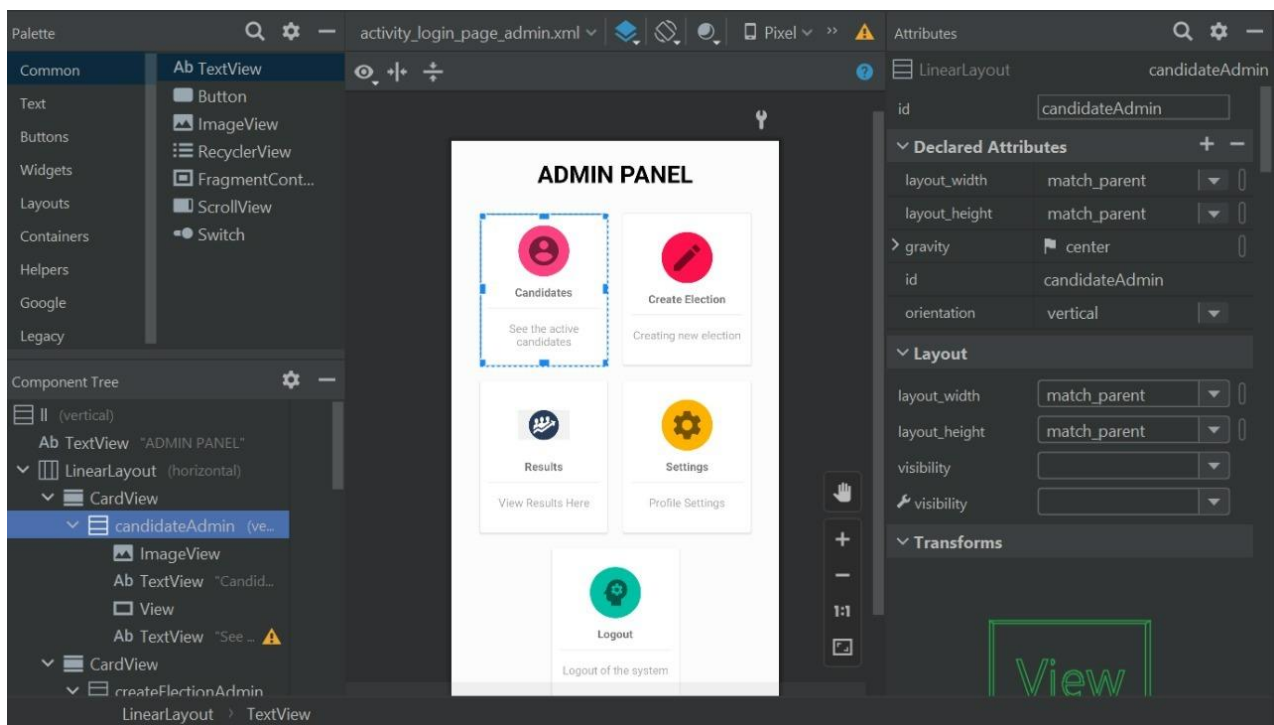 Palette
Common
Text
Buttons
Widgets
Layouts
Containers
Helpers
Google
Legacy
Ab TextView
Button
ImageView
RecyclerView
FragmentCont...
ScrollView
Switch
Component Tree
ll (vertical)
Ab TextView "ADMIN PANEL"
LinearLayout (horizontal)
CardView
candidateAdmin (ve...
ImageView
Ab TextView "Candid...
View
Ab TextView "See ...
CardView
createElectionAdmin
LinearLayout > TextView
activity_login_page_admin.xml
Pixel
ADMIN PANEL
Candidates
See the active
candidates
Create Election
Creating new election
Results
View Results Here
Settings
Profile Settings
Logout
Logout of the system
1:1
Attributes
LinearLayout candidateAdmin
id candidateAdmin
Declared Attributes
layout_width match_parent
layout_height match_parent
gravity center
id candidateAdmin
orientation vertical
Layout
layout_width match_parent
layout_height match_parent
visibility
visibility
Transforms
View